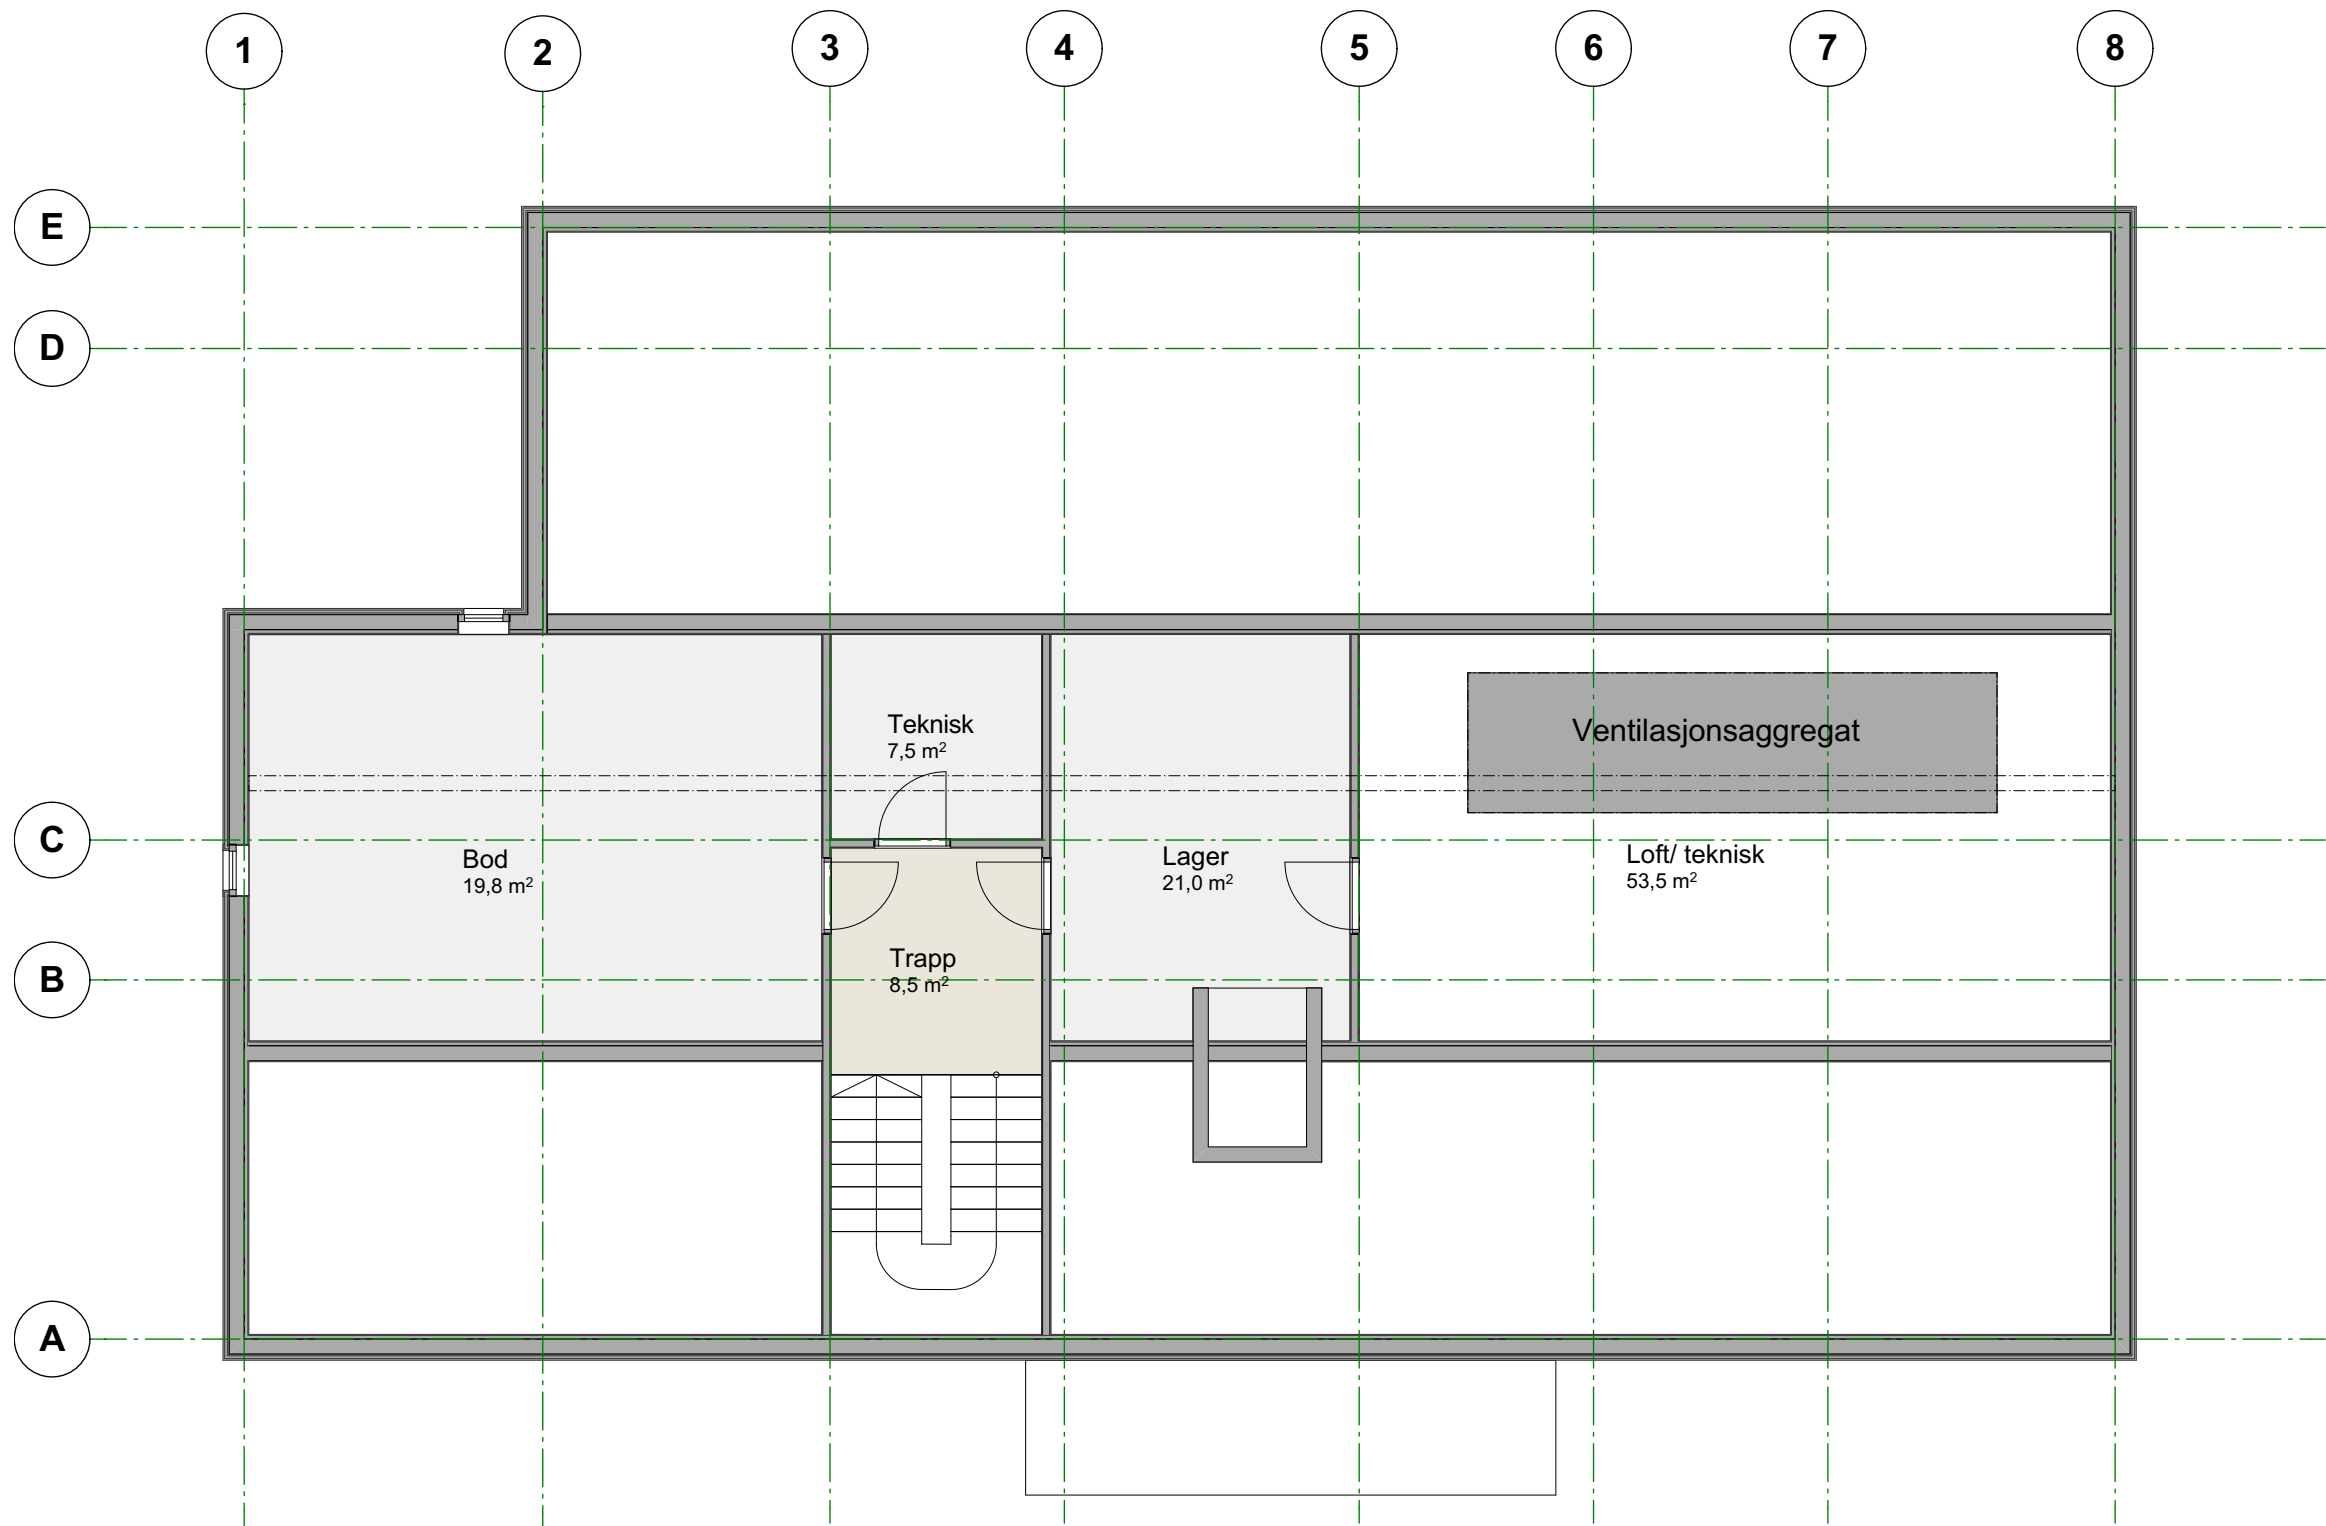 1
2
3
4
5
6
7
8
E
D
C
B
A
Teknisk
7,5 m²
Ventilasjonsaggregat
Bod
19,8 m²
Lager
21,0 m²
Loft/ teknisk
53,5 m²
Trapp
8,5 m²